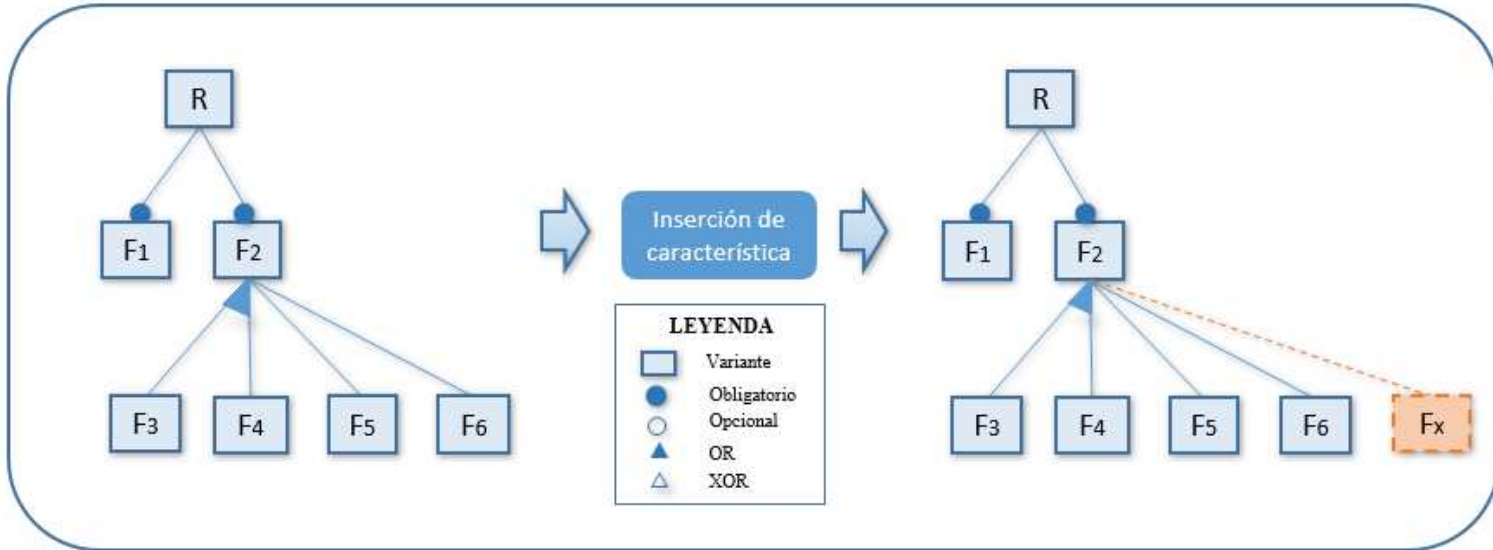 R
F1
F2
F3
F4
F5
F6
Inserción de
característica
LEYENDA
Variante
Obligatorio
Opcional
OR
XOR
R
F1
F2
F3
F4
F5
F6
Fx